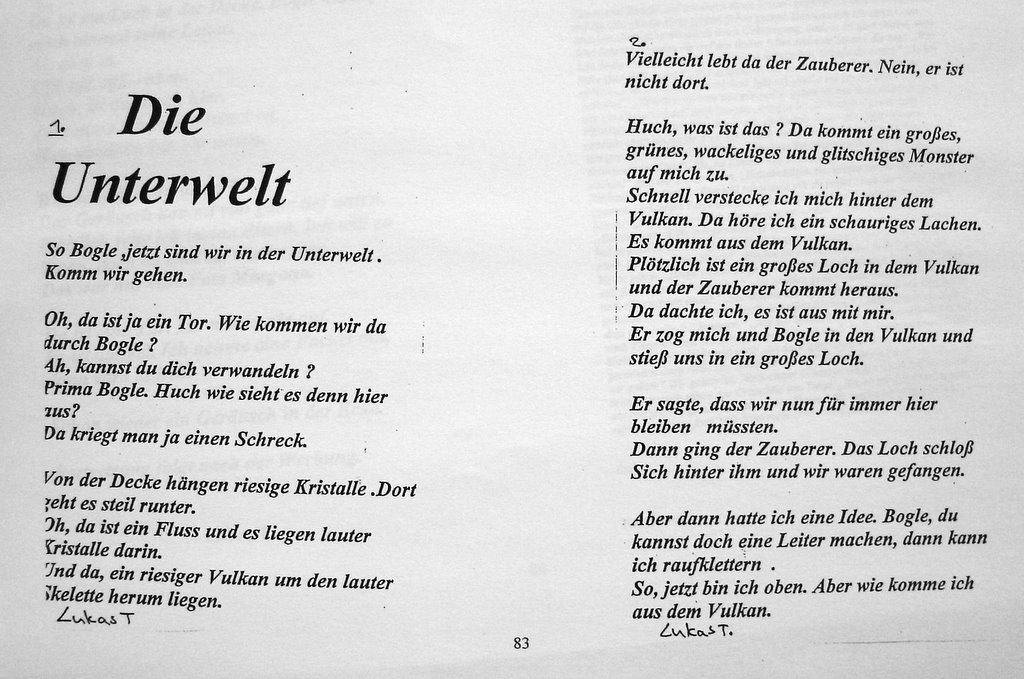 1. Die
Unterwelt
So Bogle ,jetzt sind wir in der Unterwelt .
Komm wir gehen.
Oh, da ist ja ein Tor. Wie kommen wir da
durch Bogle ?
Ah, kannst du dich verwandeln ?
Prima Bogle. Huch wie sieht es denn hier
aus?
Da kriegt man ja einen Schreck.
Von der Decke hängen riesige Kristalle .Dort
geht es steil runter.
Oh, da ist ein Fluss und es liegen lauter
Kristalle darin.
Und da, ein riesiger Vulkan um den lauter
Skelette herum liegen.
Lukas T
2.
Vielleicht lebt da der Zauberer. Nein, er ist
nicht dort.
Huch, was ist das ? Da kommt ein großes,
grünes, wackeliges und glitschiges Monster
auf mich zu.
Schnell verstecke ich mich hinter dem
Vulkan. Da höre ich ein schauriges Lachen.
Es kommt aus dem Vulkan.
Plötzlich ist ein großes Loch in dem Vulkan
und der Zauberer kommt heraus.
Da dachte ich, es ist aus mit mir.
Er zog mich und Bogle in den Vulkan und
stieß uns in ein großes Loch.
Er sagte, dass wir nun für immer hier
bleiben müssten.
Dann ging der Zauberer. Das Loch schloß
Sich hinter ihm und wir waren gefangen.
Aber dann hatte ich eine Idee. Bogle, du
kannst doch eine Leiter machen, dann kann
ich raufklettern .
So, jetzt bin ich oben. Aber wie komme ich
aus dem Vulkan.
Lukas T.
83